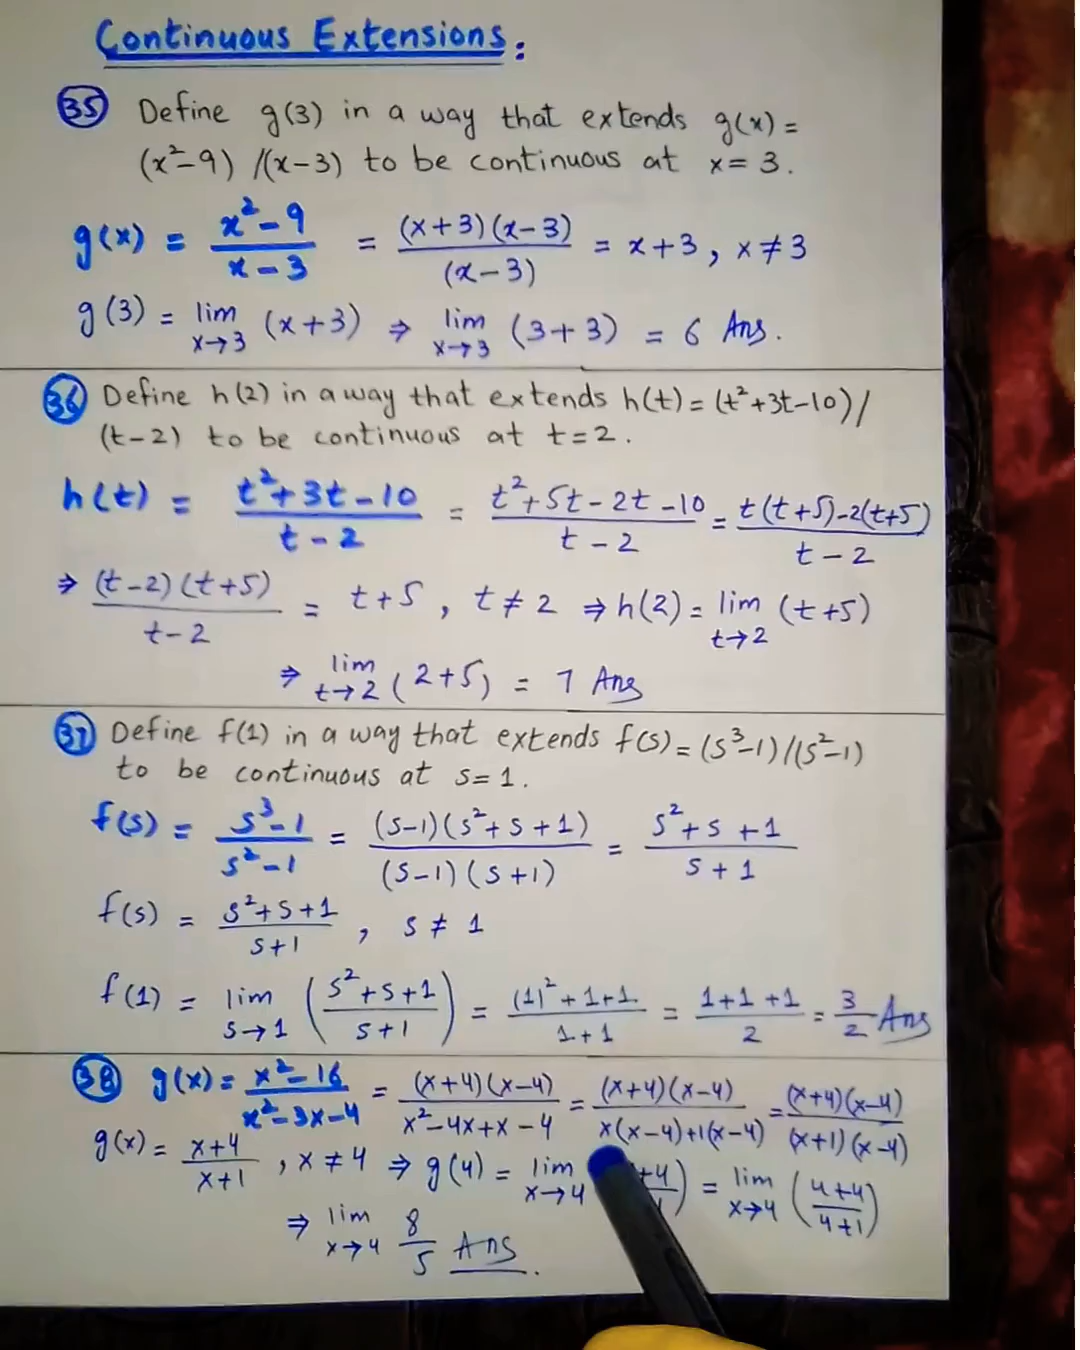 Continuous Extensions:
35 Define g(3) in a way that extends g(x) =
(x²-9) /(x-3) to be continuous at x = 3.
g(x) = x²-9 / x-3 = (x+3)(x-3) / (x-3) = x+3, x≠3
g(3) = lim x→3 (x+3) ⇒ lim x→3 (3+3) = 6 Ans.
36 Define h(2) in a way that extends h(t) = (t²+3t-10)/
(t-2) to be continuous at t=2.
h(t) = t²+3t-10 / t-2 = t²+5t-2t-10 / t-2 = t(t+5)-2(t+5) / t-2
⇒ (t-2)(t+5) / t-2 = t+5, t≠2 ⇒ h(2) = lim t→2 (t+5)
⇒ lim t→2 (2+5) = 7 Ans
37 Define f(1) in a way that extends f(s) = (s³-1)/(s²-1)
to be continuous at s=1.
f(s) = s³-1 / s²-1 = (s-1)(s²+s+1) / (s-1)(s+1) = s²+s+1 / s+1
f(s) = s²+s+1 / s+1, s≠1
f(1) = lim s→1 (s²+s+1 / s+1) = (1)²+1+1 / 1+1 = 1+1+1 / 2 = 3/2 Ans
38 g(x) = x²-16 / x²-3x-4 = (x+4)(x-4) / x²-4x+x-4 = (x+4)(x-4) / x(x-4)+1(x-4) = (x+4)(x-4) / (x+1)(x-4)
g(x) = x+4 / x+1, x≠4 ⇒ g(4) = lim x→4 +4 ) = lim x→4 (4+4 / 4+1)
⇒ lim x→4 8/5 Ans.